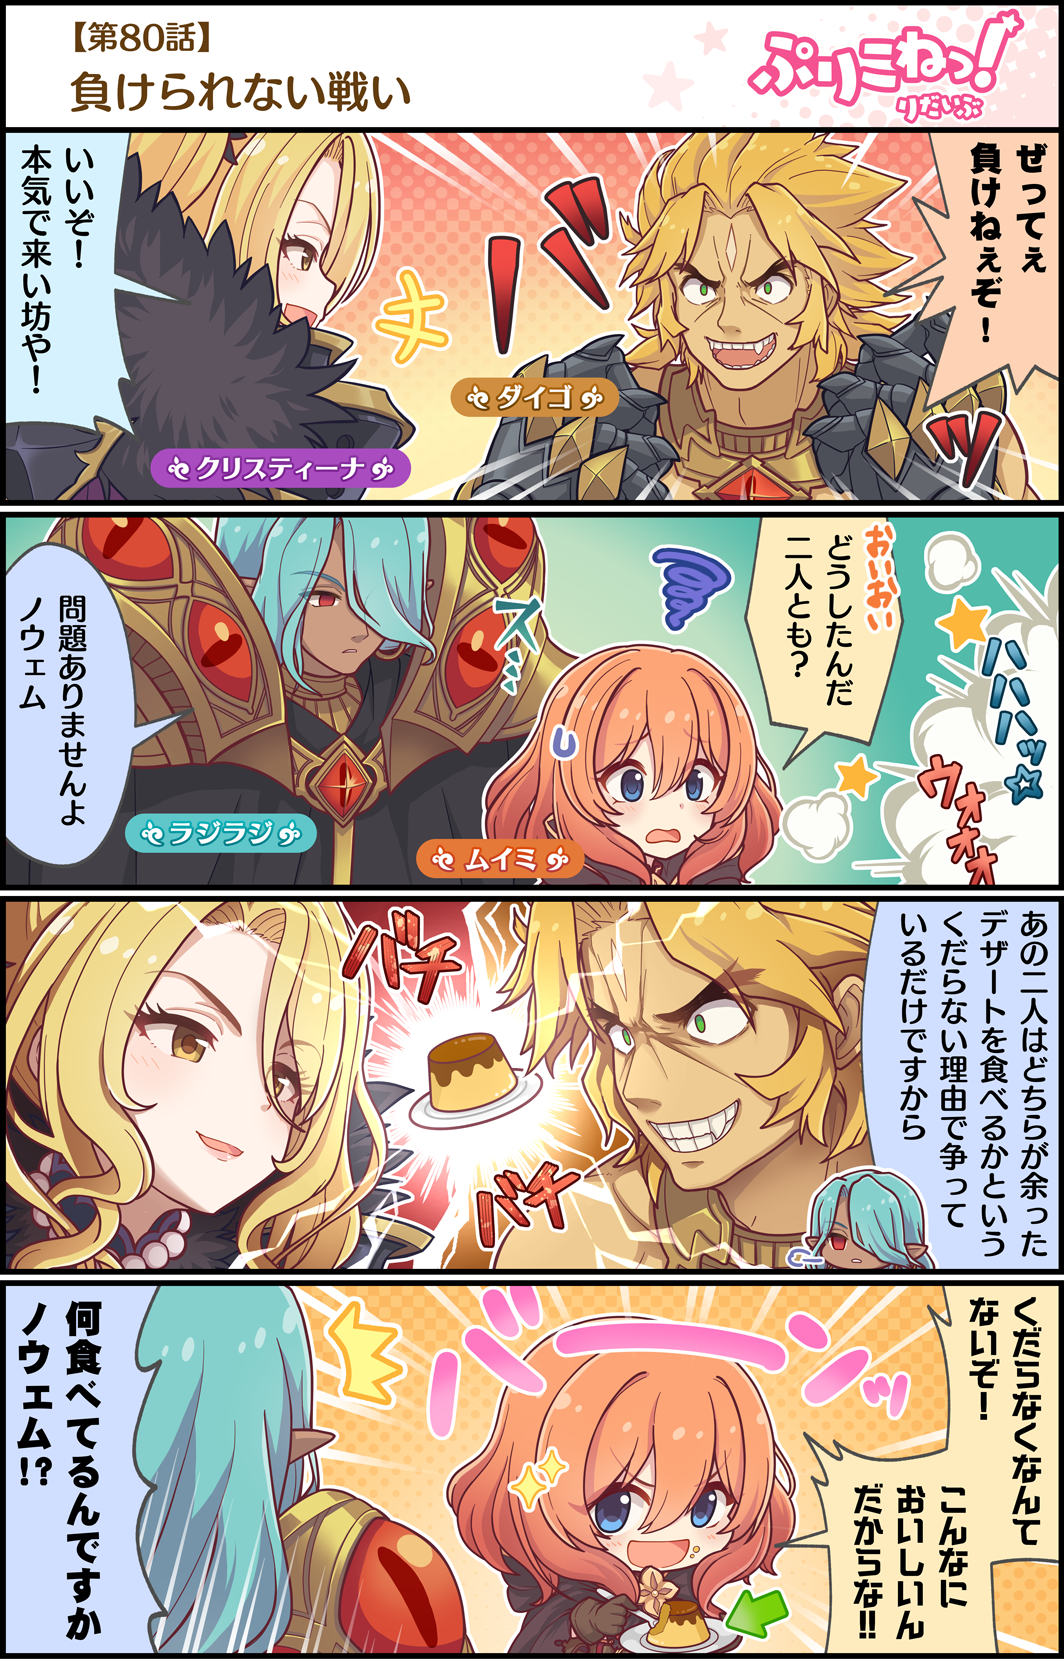 【第80話】
負けられない戦い
ぷりこねっ!
りだいぶ
ぜってぇ
負けねぇぞ！
いいぞ！
本気で来い坊や！
ダイゴ
クリスティーナ
おいおい
どうしたんだ
二人とも？
ハハハッ☆
ウォォォ
ズーン
問題ありませんよ
ノウェム
ラジラジ
ムイミ
あの二人はどちらが余った
デザートを食べるかという
くだらない理由で争って
いるだけですから
バチ
バチ
くだらなくなんて
ないぞ！
こんなに
おいしいん
だからな!!
バーンッ
何食べてるんですか
ノウェム!?